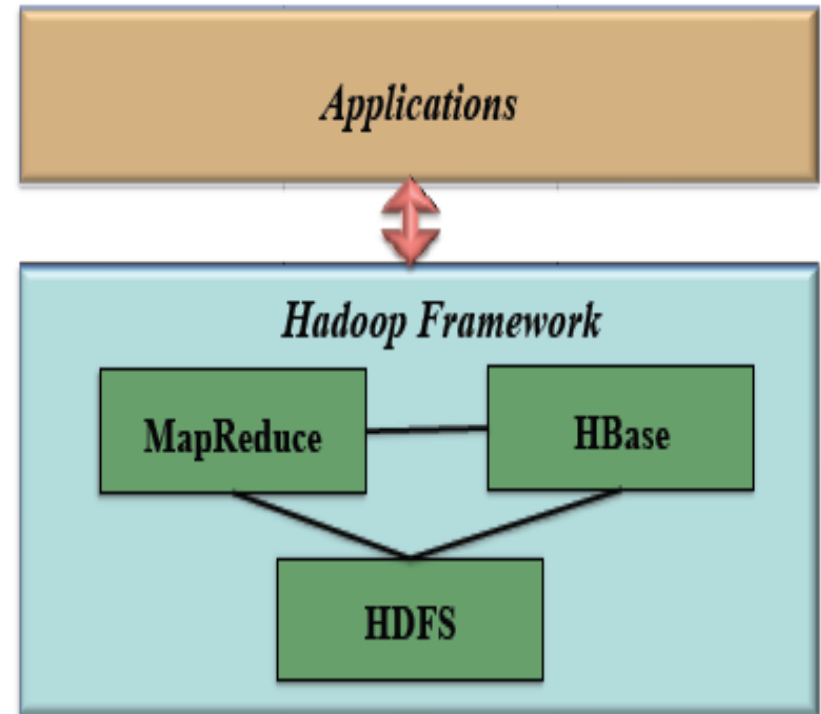 Applications
Hadoop Framework
MapReduce
HBase
HDFS